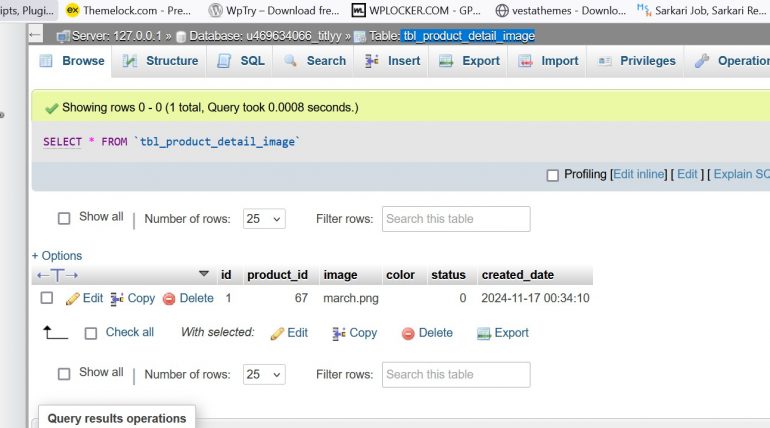 ipts, Plugi... Themelock.com - Pre... WpTry – Download fre... WPLOCKER.COM - GP... vestathemes - Downlo... Sarkari Job, Sarkari Re...
Server: 127.0.0.1 » Database: u469634066_titlyy » Table: tbl_product_detail_image
Browse Structure SQL Search Insert Export Import Privileges Operation
Showing rows 0 - 0 (1 total, Query took 0.0008 seconds.)
SELECT * FROM `tbl_product_detail_image`
Profiling [Edit inline] [ Edit ] [ Explain SQ
Show all | Number of rows: 25 Filter rows: Search this table
+ Options
←T→ id product_id image color status created_date
Edit Copy Delete 1 67 march.png 0 2024-11-17 00:34:10
Check all With selected: Edit Copy Delete Export
Show all | Number of rows: 25 Filter rows: Search this table
Query results operations